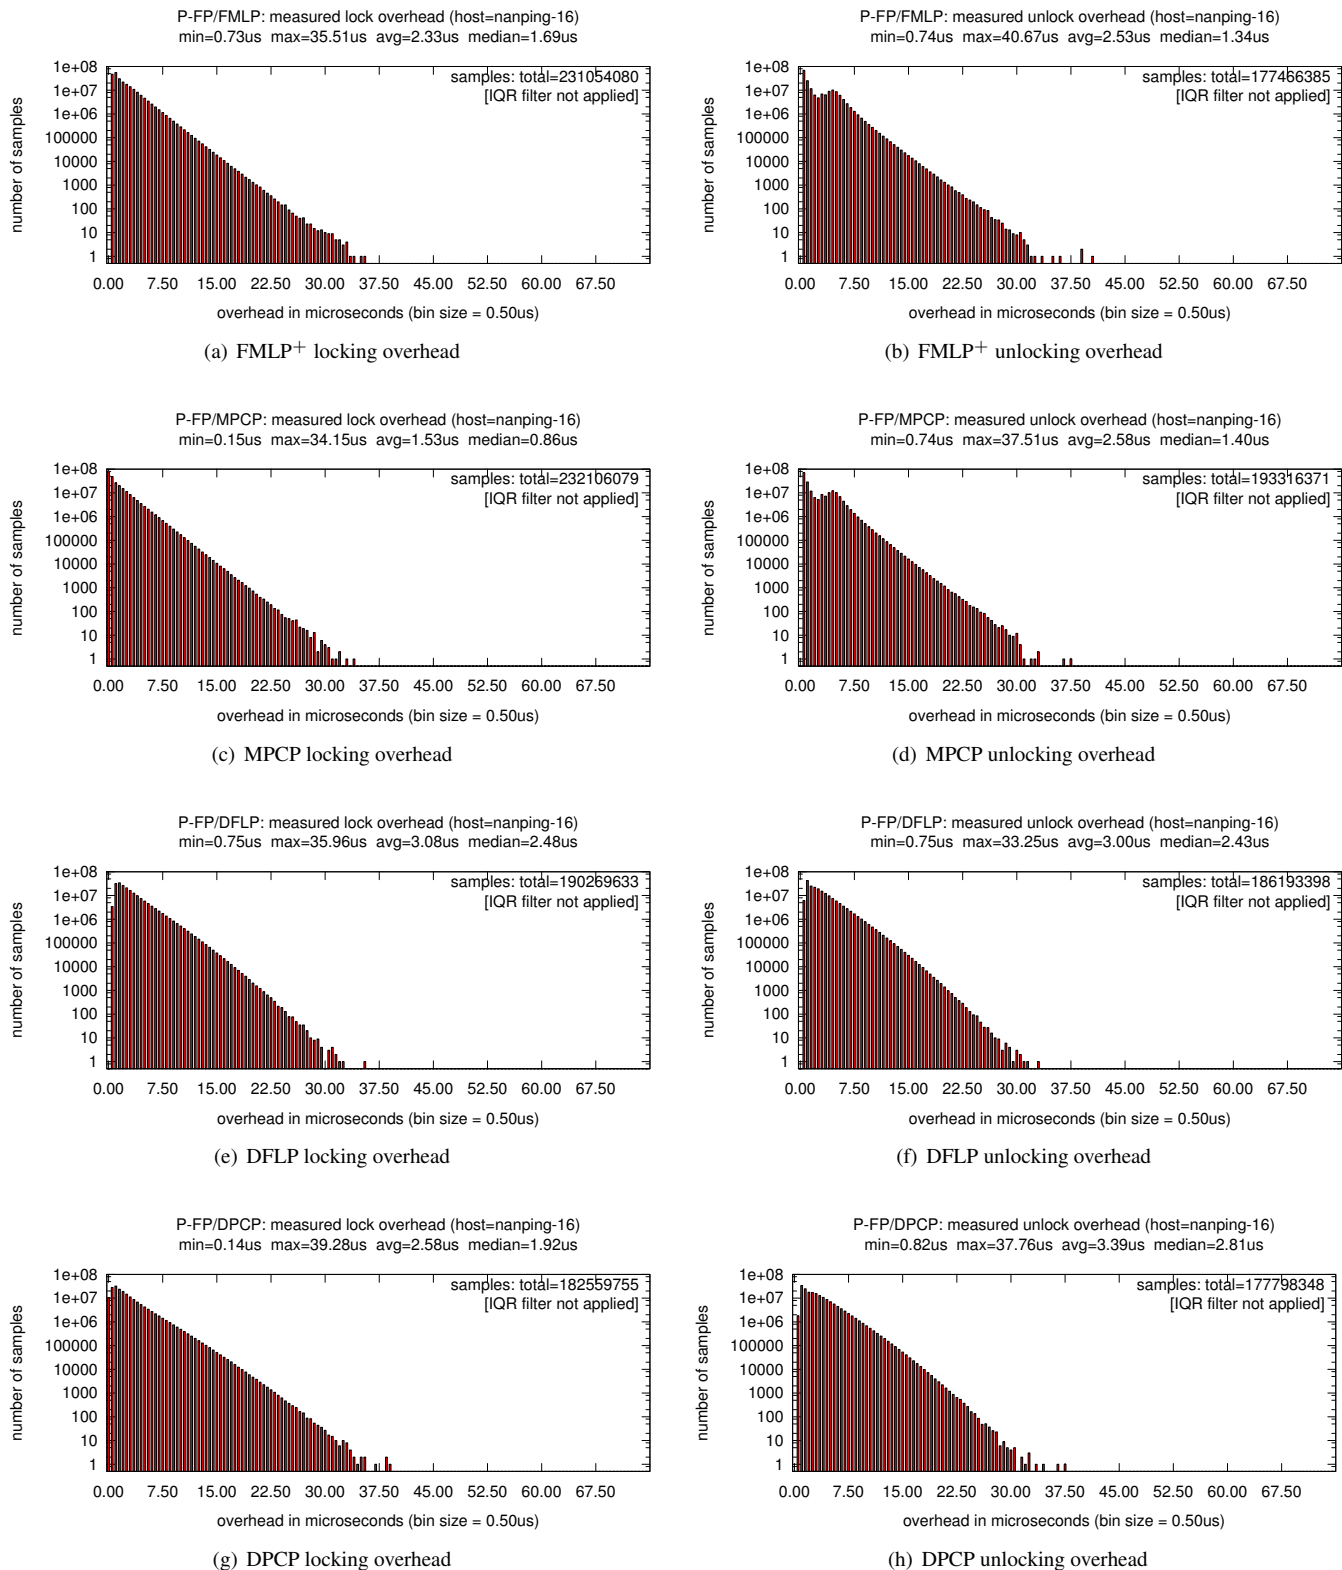 P-FP/FMLP: measured lock overhead (host=nanping-16)
min=0.73us max=35.51us avg=2.33us median=1.69us
samples: total=231054080
[IQR filter not applied]
number of samples
1e+08
1e+07
1e+06
100000
10000
1000
100
10
1
0.00 7.50 15.00 22.50 30.00 37.50 45.00 52.50 60.00 67.50
overhead in microseconds (bin size = 0.50us)
(a) FMLP+ locking overhead
P-FP/FMLP: measured unlock overhead (host=nanping-16)
min=0.74us max=40.67us avg=2.53us median=1.34us
samples: total=177466385
[IQR filter not applied]
number of samples
1e+08
1e+07
1e+06
100000
10000
1000
100
10
1
0.00 7.50 15.00 22.50 30.00 37.50 45.00 52.50 60.00 67.50
overhead in microseconds (bin size = 0.50us)
(b) FMLP+ unlocking overhead
P-FP/MPCP: measured lock overhead (host=nanping-16)
min=0.15us max=34.15us avg=1.53us median=0.86us
samples: total=232106079
[IQR filter not applied]
number of samples
1e+08
1e+07
1e+06
100000
10000
1000
100
10
1
0.00 7.50 15.00 22.50 30.00 37.50 45.00 52.50 60.00 67.50
overhead in microseconds (bin size = 0.50us)
(c) MPCP locking overhead
P-FP/MPCP: measured unlock overhead (host=nanping-16)
min=0.74us max=37.51us avg=2.58us median=1.40us
samples: total=193316371
[IQR filter not applied]
number of samples
1e+08
1e+07
1e+06
100000
10000
1000
100
10
1
0.00 7.50 15.00 22.50 30.00 37.50 45.00 52.50 60.00 67.50
overhead in microseconds (bin size = 0.50us)
(d) MPCP unlocking overhead
P-FP/DFLP: measured lock overhead (host=nanping-16)
min=0.75us max=35.96us avg=3.08us median=2.48us
samples: total=190269633
[IQR filter not applied]
number of samples
1e+08
1e+07
1e+06
100000
10000
1000
100
10
1
0.00 7.50 15.00 22.50 30.00 37.50 45.00 52.50 60.00 67.50
overhead in microseconds (bin size = 0.50us)
(e) DFLP locking overhead
P-FP/DFLP: measured unlock overhead (host=nanping-16)
min=0.75us max=33.25us avg=3.00us median=2.43us
samples: total=186193398
[IQR filter not applied]
number of samples
1e+08
1e+07
1e+06
100000
10000
1000
100
10
1
0.00 7.50 15.00 22.50 30.00 37.50 45.00 52.50 60.00 67.50
overhead in microseconds (bin size = 0.50us)
(f) DFLP unlocking overhead
P-FP/DPCP: measured lock overhead (host=nanping-16)
min=0.14us max=39.28us avg=2.58us median=1.92us
samples: total=182559755
[IQR filter not applied]
number of samples
1e+08
1e+07
1e+06
100000
10000
1000
100
10
1
0.00 7.50 15.00 22.50 30.00 37.50 45.00 52.50 60.00 67.50
overhead in microseconds (bin size = 0.50us)
(g) DPCP locking overhead
P-FP/DPCP: measured unlock overhead (host=nanping-16)
min=0.82us max=37.76us avg=3.39us median=2.81us
samples: total=177798348
[IQR filter not applied]
number of samples
1e+08
1e+07
1e+06
100000
10000
1000
100
10
1
0.00 7.50 15.00 22.50 30.00 37.50 45.00 52.50 60.00 67.50
overhead in microseconds (bin size = 0.50us)
(h) DPCP unlocking overhead